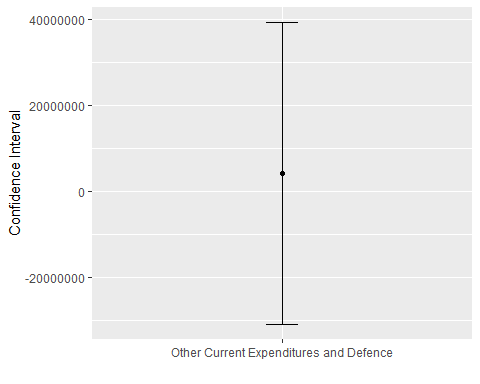 Confidence Interval
40000000
20000000
0
-20000000
Other Current Expenditures and Defence